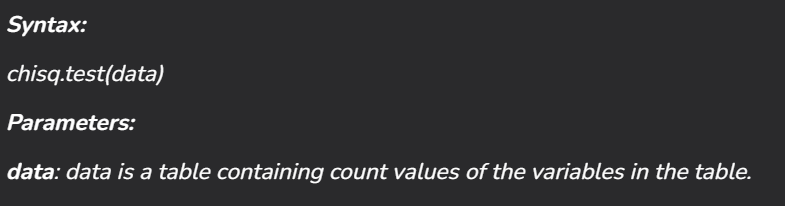 Syntax:
chisq.test(data)
Parameters:
data: data is a table containing count values of the variables in the table.